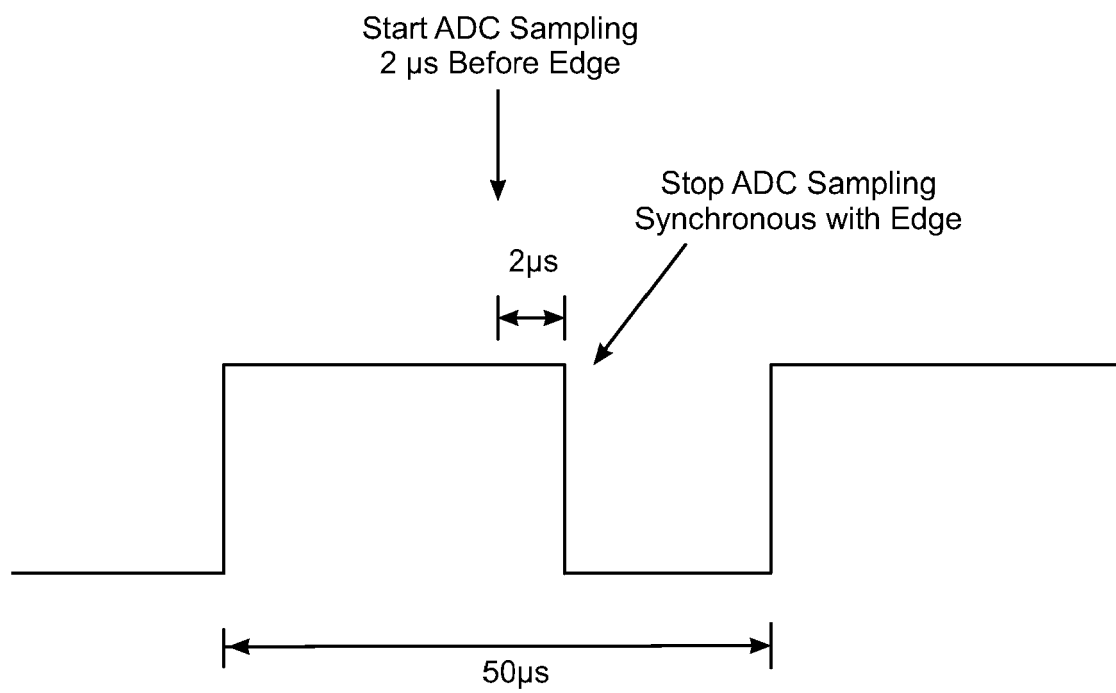 Start ADC Sampling
2 µs Before Edge
Stop ADC Sampling
Synchronous with Edge
2µs
50µs